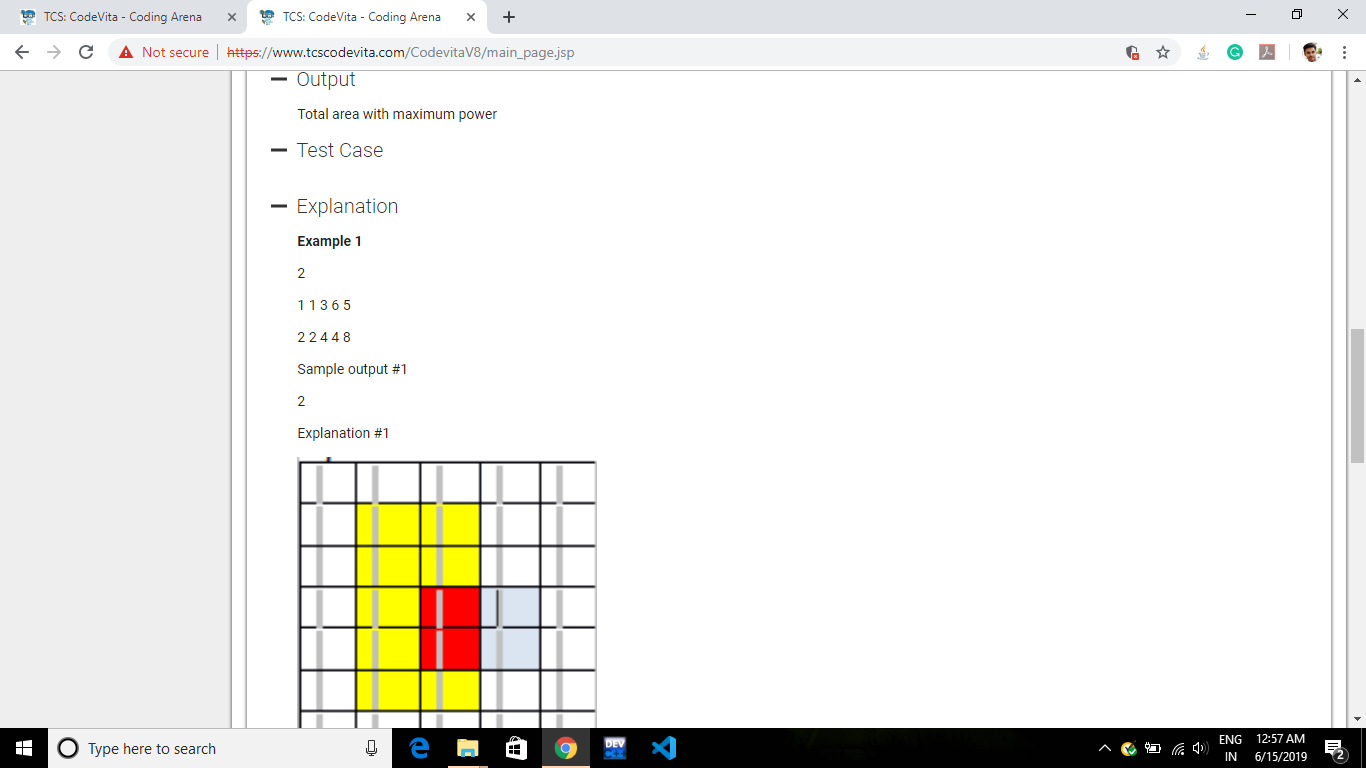 TCS: CodeVita - Coding Arena
TCS: CodeVita - Coding Arena
Not secure | https://www.tcscodevita.com/CodevitaV8/main_page.jsp
Output
Total area with maximum power
Test Case
Explanation
Example 1
2
1 1 3 6 5
2 2 4 4 8
Sample output #1
2
Explanation #1
Type here to search
DEV
ENG
IN
12:57 AM
6/15/2019
2